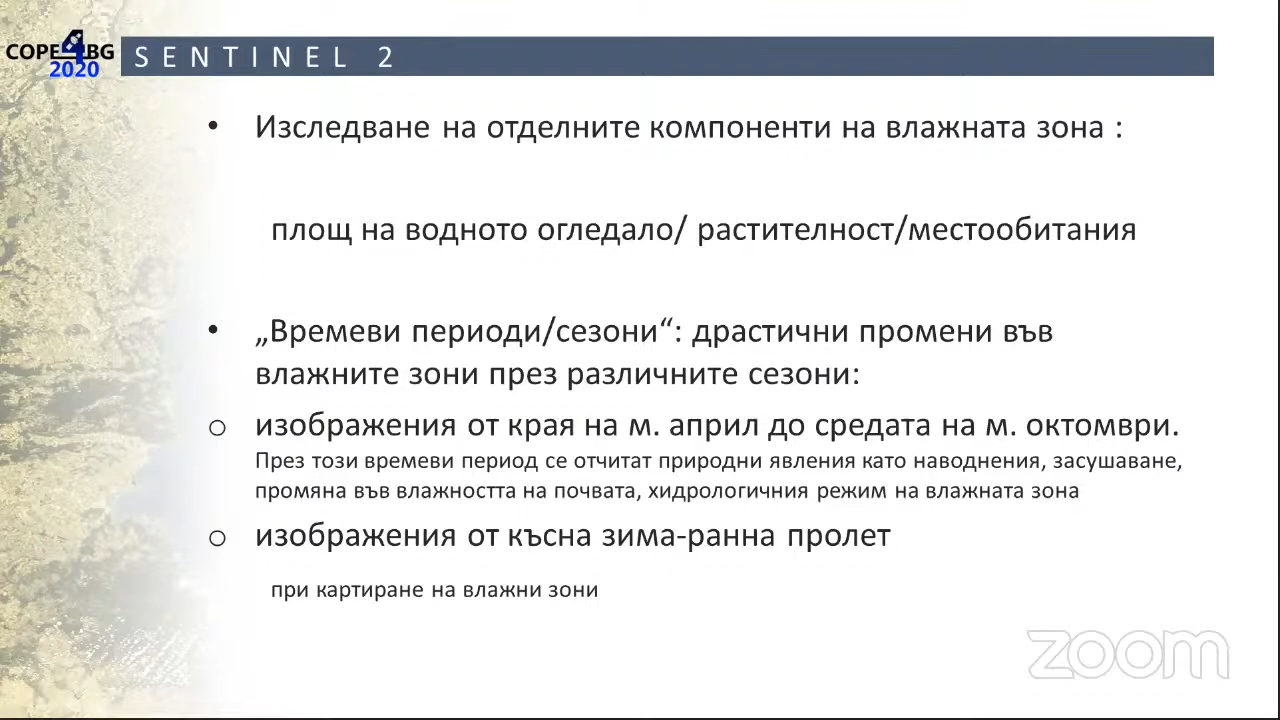 COPE4BG
2020
SENTINEL 2
• Изследване на отделните компоненти на влажната зона :
площ на водното огледало/ растителност/местообитания
• „Времеви периоди/сезони“: драстични промени във
влажните зони през различните сезони:
o изображения от края на м. април до средата на м. октомври.
През този времеви период се отчитат природни явления като наводнения, засушаване,
промяна във влажността на почвата, хидрологичния режим на влажната зона
o изображения от късна зима-ранна пролет
при картиране на влажни зони
zoom